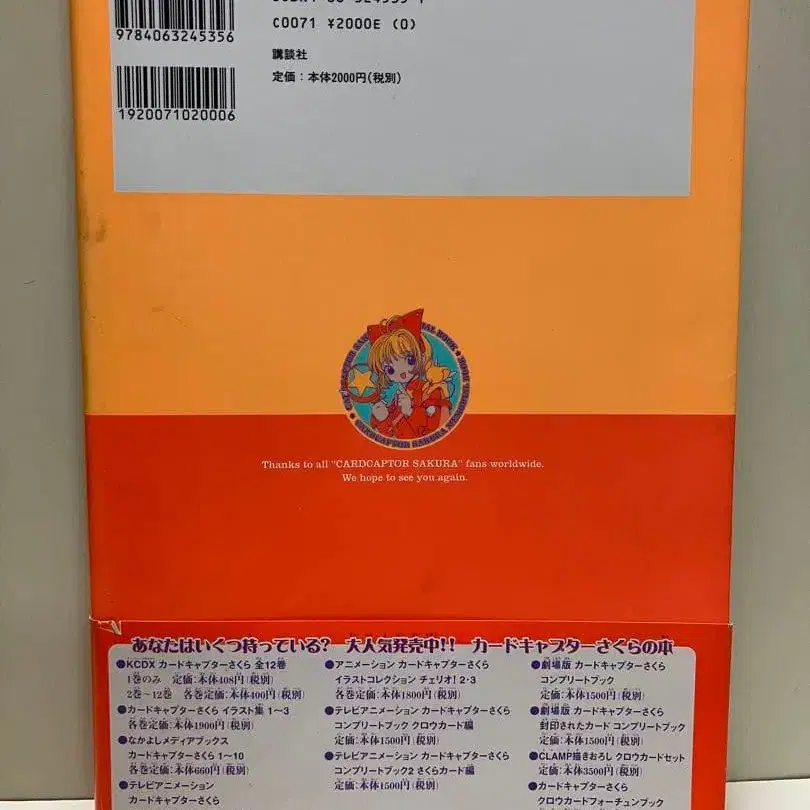 9784063245356
C0071 ¥2000E (0)
講談社
定価：本体2000円(税別)
1920071020006
CARDCAPTOR SAKURA MEMORIAL BOOK
Thanks to all "CARDCAPTOR SAKURA" fans worldwide.
We hope to see you again.
あなたはいくつ持っている？ 大人気発売中!! カードキャプターさくらの本
●KCDX カードキャプターさくら 全12巻
1巻のみ 定価：本体408円(税別)
2巻～12巻 各巻定価：本体400円(税別)
●カードキャプターさくら イラスト集 1～3
各巻定価：本体1900円(税別)
●なかよしメディアブックス
カードキャプターさくら 1～10
各巻定価：本体660円(税別)
●テレビアニメーション
カードキャプターさくら
●アニメーション カードキャプターさくら
イラストコレクション チェリオ! 2・3
各巻定価：本体1800円(税別)
●テレビアニメーション カードキャプターさくら
コンプリートブック クロウカード編
定価：本体1500円(税別)
●テレビアニメーション カードキャプターさくら
コンプリートブック2 さくらカード編
定価：本体1500円(税別)
●劇場版 カードキャプターさくら
コンプリートブック
定価：本体1500円(税別)
●劇場版 カードキャプターさくら
封印されたカード コンプリートブック
定価：本体1500円(税別)
●CLAMP描きおろし クロウカードセット
定価：本体3500円(税別)
●カードキャプターさくら
クロウカードフォーチュンブック